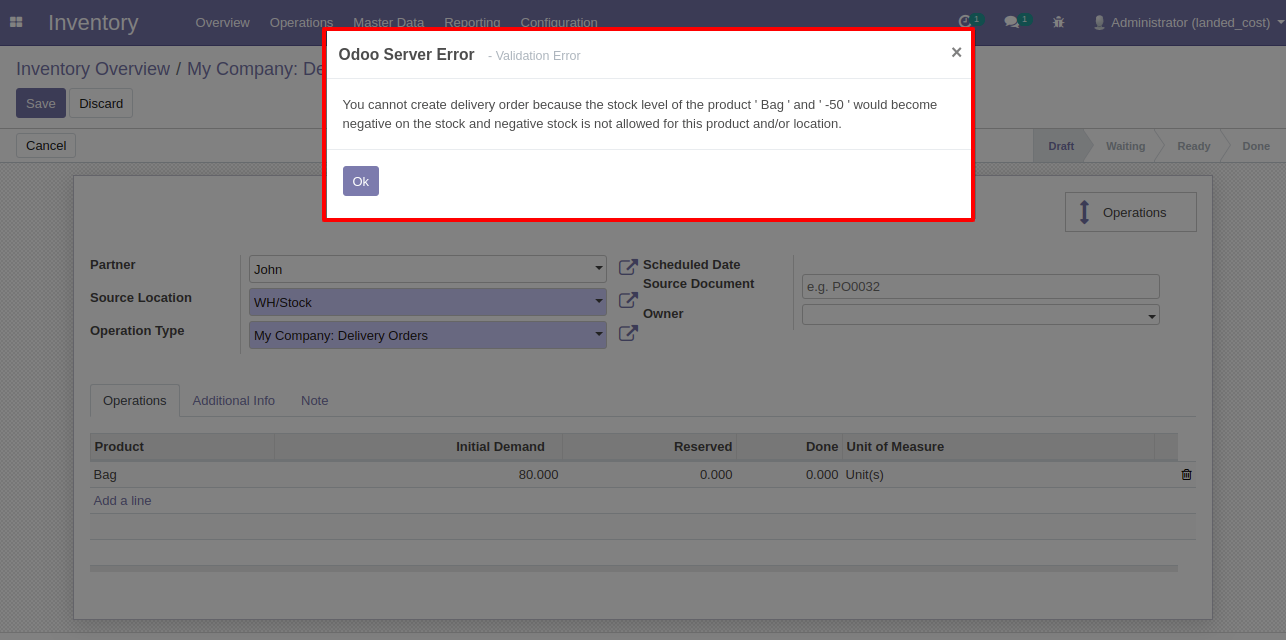 Inventory Overview Operations Master Data Reporting Configuration 1 1 Administrator (landed_cost)
Odoo Server Error - Validation Error ×
Inventory Overview / My Company: De
Save Discard
You cannot create delivery order because the stock level of the product ' Bag ' and ' -50 ' would become
negative on the stock and negative stock is not allowed for this product and/or location.
Ok
Cancel Draft Waiting Ready Done
Operations
Partner John Scheduled Date
Source Document e.g. PO0032
Source Location WH/Stock
Owner
Operation Type My Company: Delivery Orders
Operations Additional Info Note
Product Initial Demand Reserved Done Unit of Measure
Bag 80.000 0.000 0.000 Unit(s)
Add a line